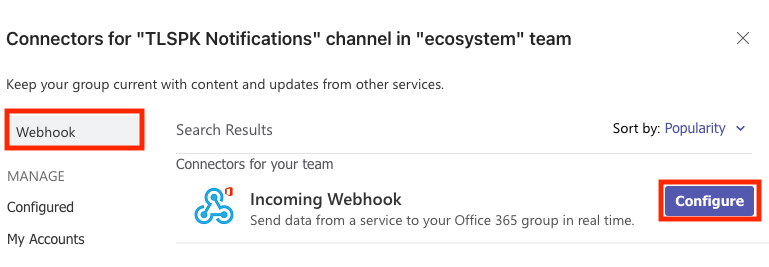 Connectors for "TLSPK Notifications" channel in "ecosystem" team
Keep your group current with content and updates from other services.
Webhook
Search Results
Sort by: Popularity
MANAGE
Connectors for your team
Configured
Incoming Webhook
Configure
Send data from a service to your Office 365 group in real time.
My Accounts